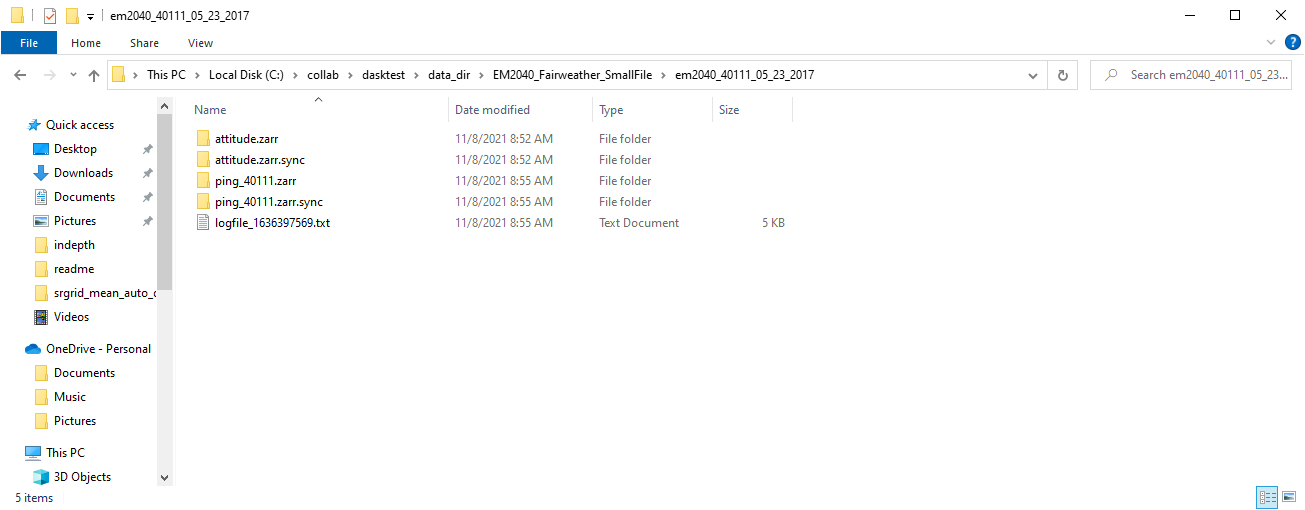 em2040_40111_05_23_2017
File Home Share View
This PC Local Disk (C:) collab dasktest data_dir EM2040_Fairweather_SmallFile em2040_40111_05_23_2017 Search em2040_40111_05_23...
Quick access
Desktop
Downloads
Documents
Pictures
indepth
readme
srgrid_mean_auto_
Videos
OneDrive - Personal
Documents
Music
Pictures
This PC
3D Objects
Name Date modified Type Size
attitude.zarr 11/8/2021 8:52 AM File folder
attitude.zarr.sync 11/8/2021 8:52 AM File folder
ping_40111.zarr 11/8/2021 8:55 AM File folder
ping_40111.zarr.sync 11/8/2021 8:55 AM File folder
logfile_1636397569.txt 11/8/2021 8:55 AM Text Document 5 KB
5 items